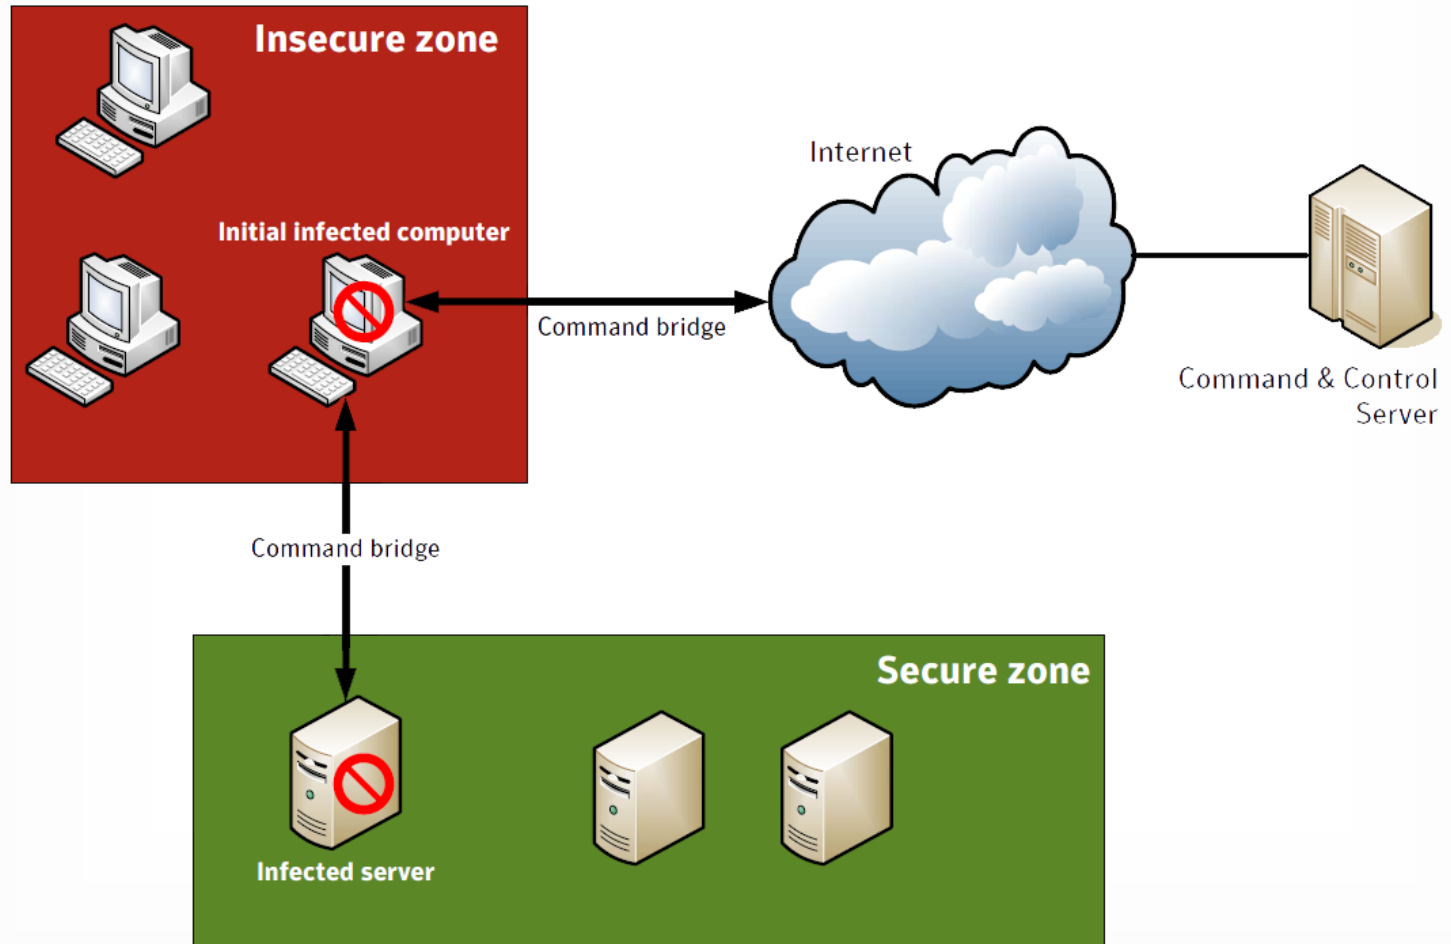 Insecure zone
Internet
Initial infected computer
Command bridge
Command & Control
Server
Command bridge
Secure zone
Infected server